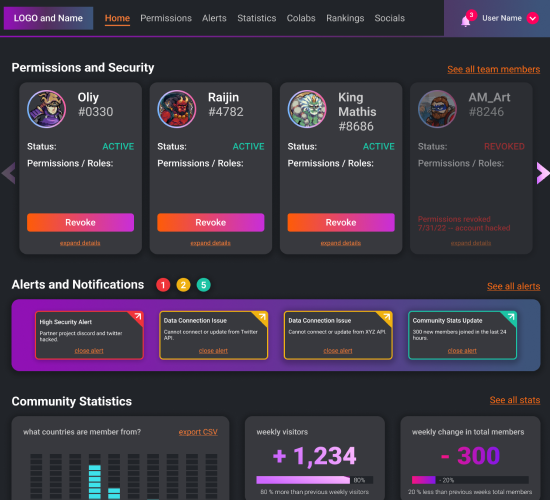 LOGO and Name
Home Permissions Alerts Statistics Colabs Rankings Socials
3
User Name
Permissions and Security
See all team members
Oliy
#0330
Status: ACTIVE
Permissions / Roles:
Revoke
expand details
Raijin
#4782
Status: ACTIVE
Permissions / Roles:
Revoke
expand details
King
Mathis
#8686
Status: ACTIVE
Permissions / Roles:
Revoke
expand details
AM_Art
#8246
Status: REVOKED
Permissions / Roles:
Permissions revoked
7/31/22 -- account hacked
expand details
Alerts and Notifications 1 2 5
See all alerts
High Security Alert
Partner project discord and twitter
hacked.
close alert
Data Connection Issue
Cannot connect or update from Twitter
API.
close alert
Data Connection Issue
Cannot connect or update from XYZ API.
close alert
Community Stats Update
300 new members joined in the last 24
hours.
close alert
Community Statistics
See all stats
what countries are member from? export CSV
weekly visitors
+ 1,234
80%
80 % more than previous weekly visitors
weekly change in total members
- 300
- 20%
20 % less than previous weeks total members